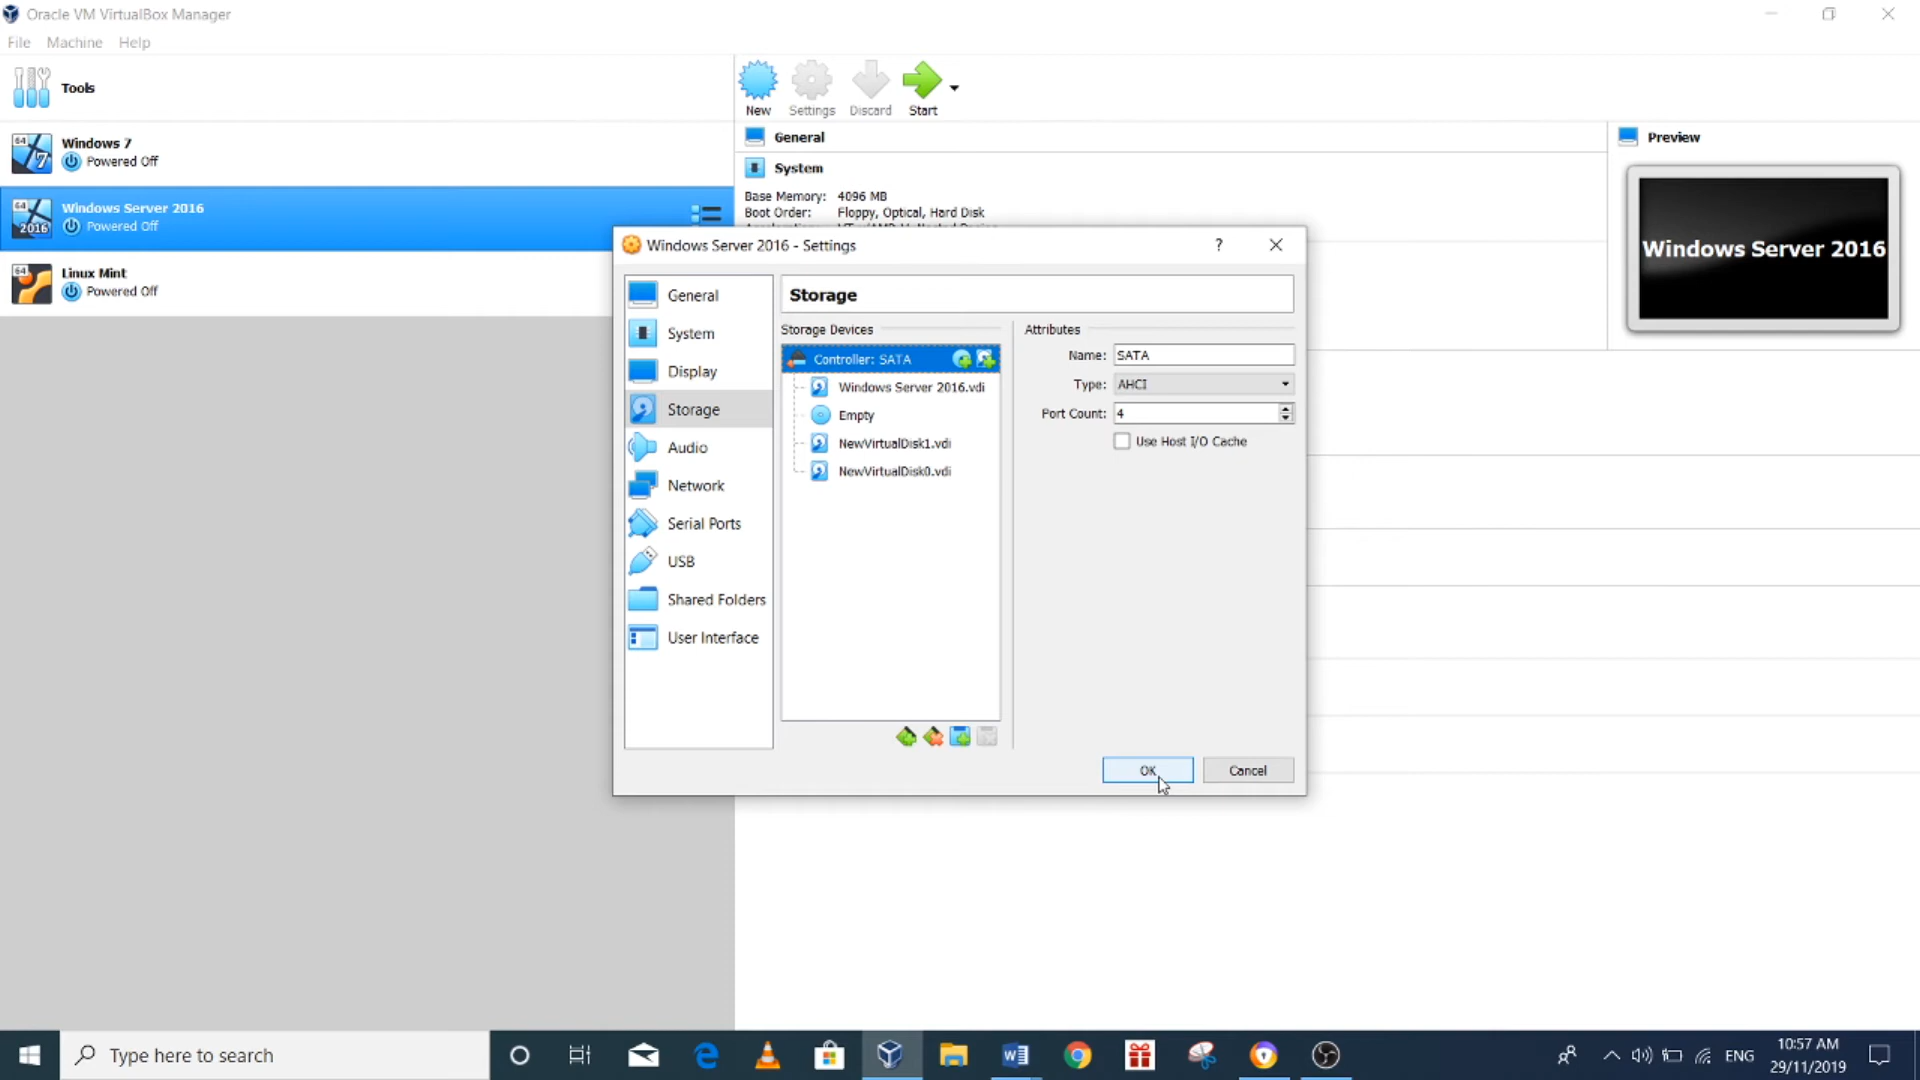 Oracle VM VirtualBox Manager
File Machine Help
Tools
New Settings Discard Start
64
7
Windows 7
Powered Off
64
2016
Windows Server 2016
Powered Off
64
Linux Mint
Powered Off
General
System
Base Memory: 4096 MB
Boot Order: Floppy, Optical, Hard Disk
Preview
Windows Server 2016
Windows Server 2016 - Settings
?
General
System
Display
Storage
Audio
Network
Serial Ports
USB
Shared Folders
User Interface
Storage
Storage Devices
Controller: SATA
Windows Server 2016.vdi
Empty
NewVirtualDisk1.vdi
NewVirtualDisk0.vdi
Attributes
Name: SATA
Type: AHCI
Port Count: 4
Use Host I/O Cache
OK
Cancel
Type here to search
ENG
10:57 AM
29/11/2019